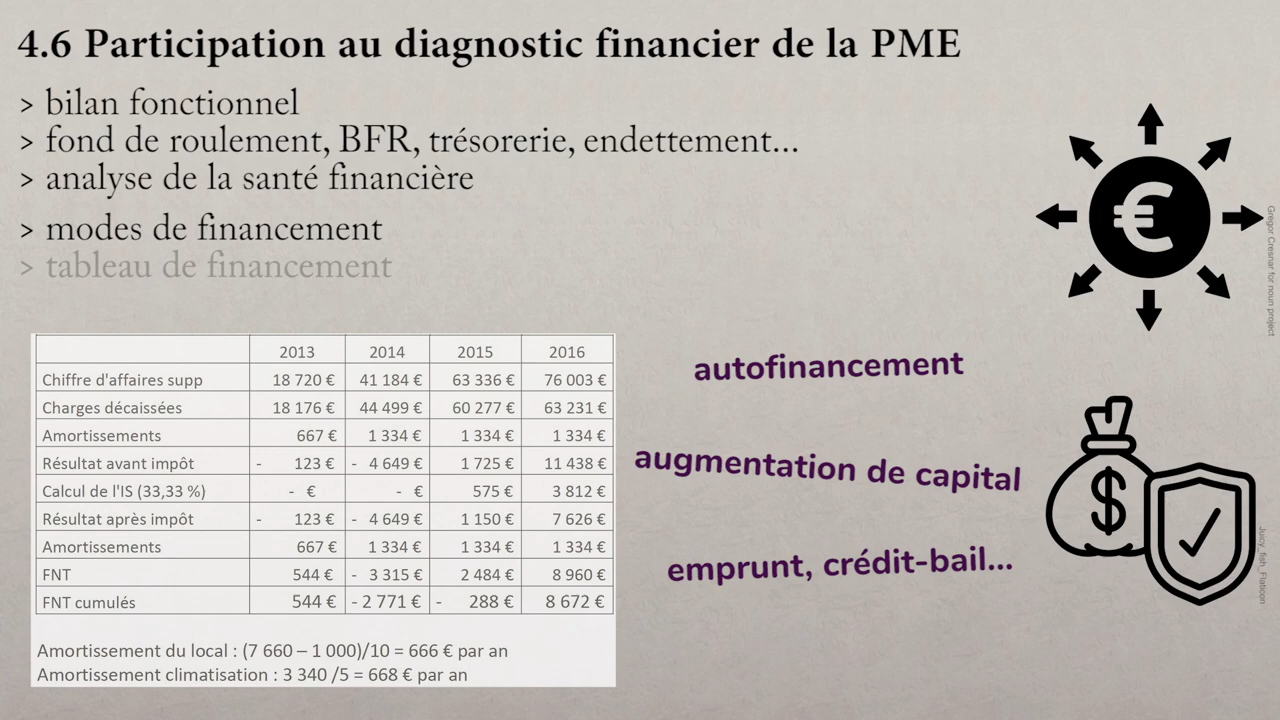 4.6 Participation au diagnostic financier de la PME
> bilan fonctionnel
> fond de roulement, BFR, trésorerie, endettement...
> analyse de la santé financière
> modes de financement
> tableau de financement
Gregor Cresnar for noun project
2013 2014 2015 2016
Chiffre d'affaires supp 18 720 € 41 184 € 63 336 € 76 003 €
Charges décaissées 18 176 € 44 499 € 60 277 € 63 231 €
Amortissements 667 € 1 334 € 1 334 € 1 334 €
Résultat avant impôt - 123 € - 4 649 € 1 725 € 11 438 €
Calcul de l'IS (33,33 %) - € - € 575 € 3 812 €
Résultat après impôt - 123 € - 4 649 € 1 150 € 7 626 €
Amortissements 667 € 1 334 € 1 334 € 1 334 €
FNT 544 € - 3 315 € 2 484 € 8 960 €
FNT cumulés 544 € - 2 771 € - 288 € 8 672 €
Amortissement du local : (7 660 – 1 000)/10 = 666 € par an
Amortissement climatisation : 3 340 /5 = 668 € par an
autofinancement
augmentation de capital
emprunt, crédit-bail...
Juicy_fish_Flaticon